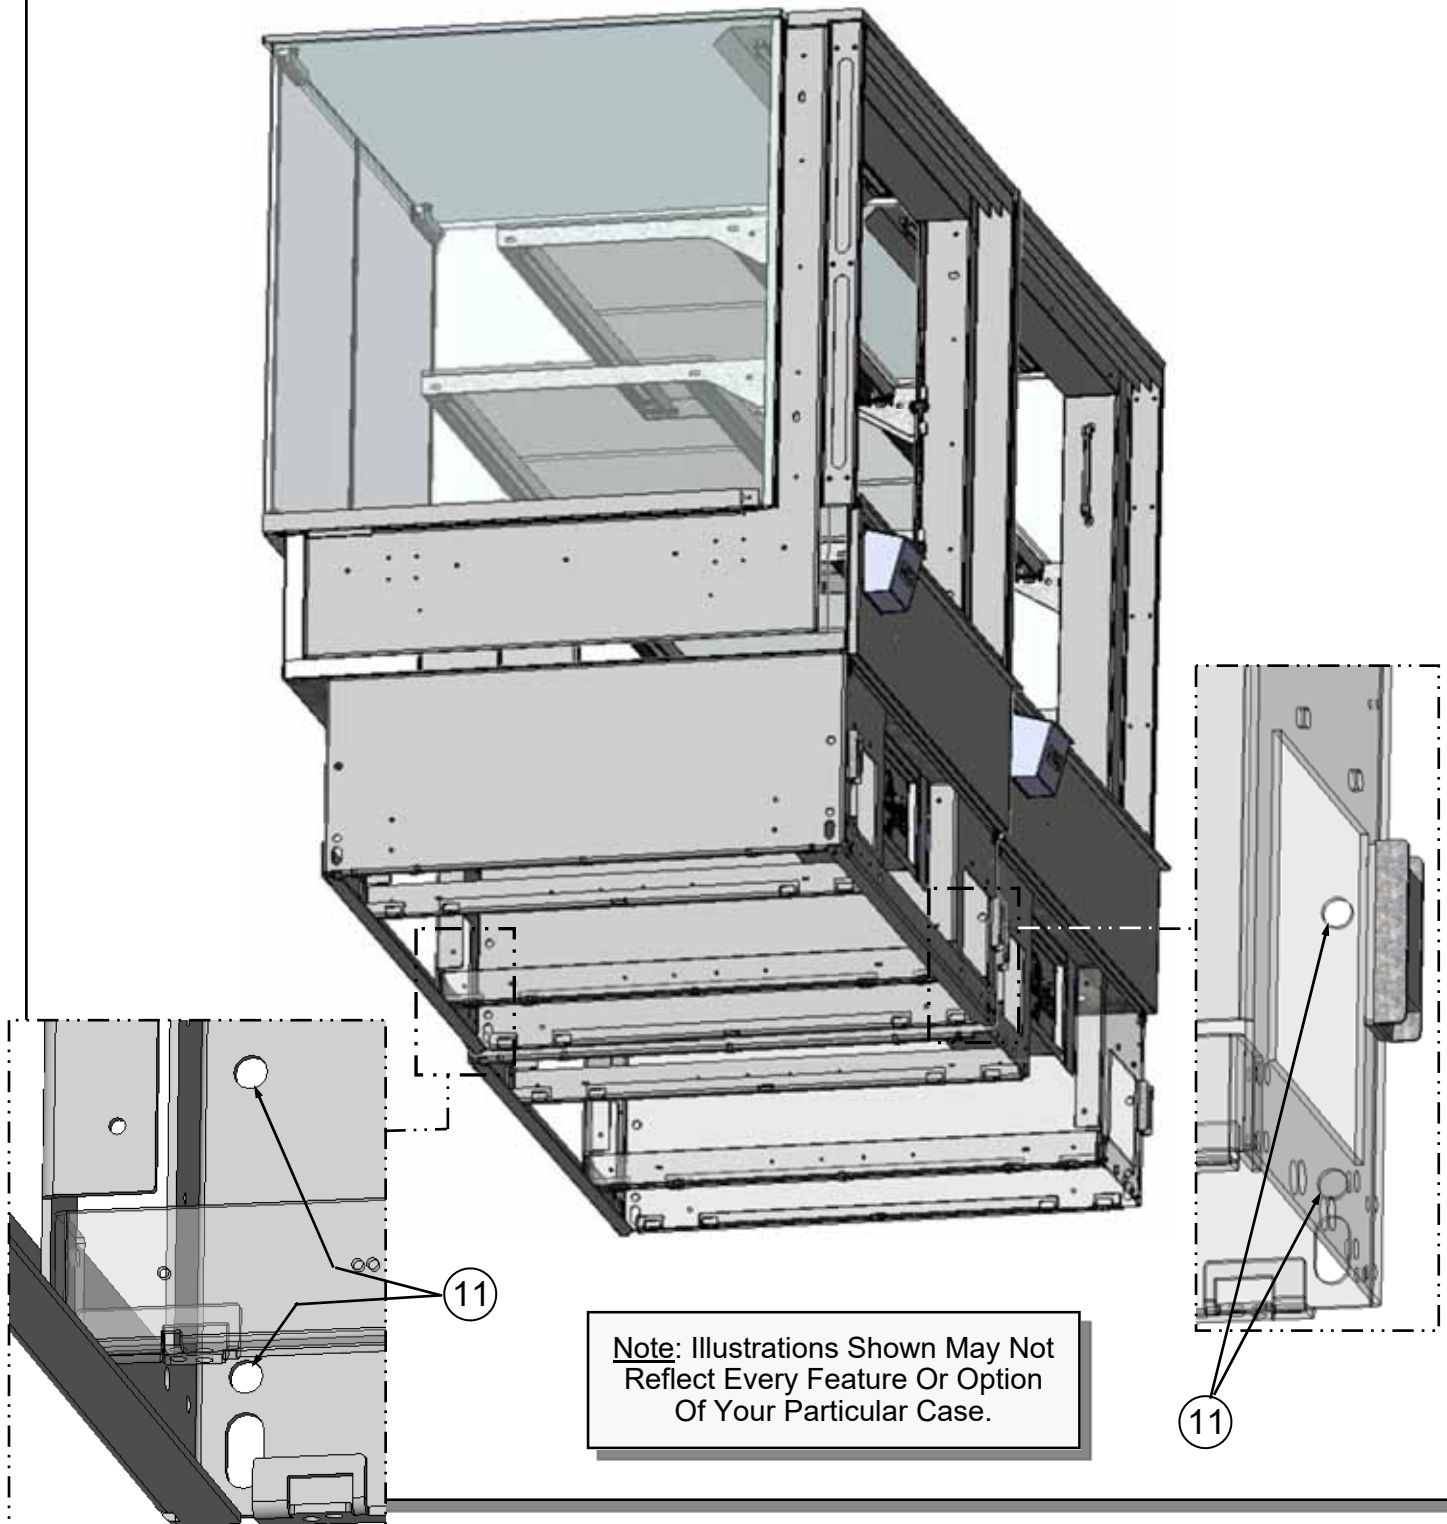 11
Note: Illustrations Shown May Not
Reflect Every Feature Or Option
Of Your Particular Case.
11